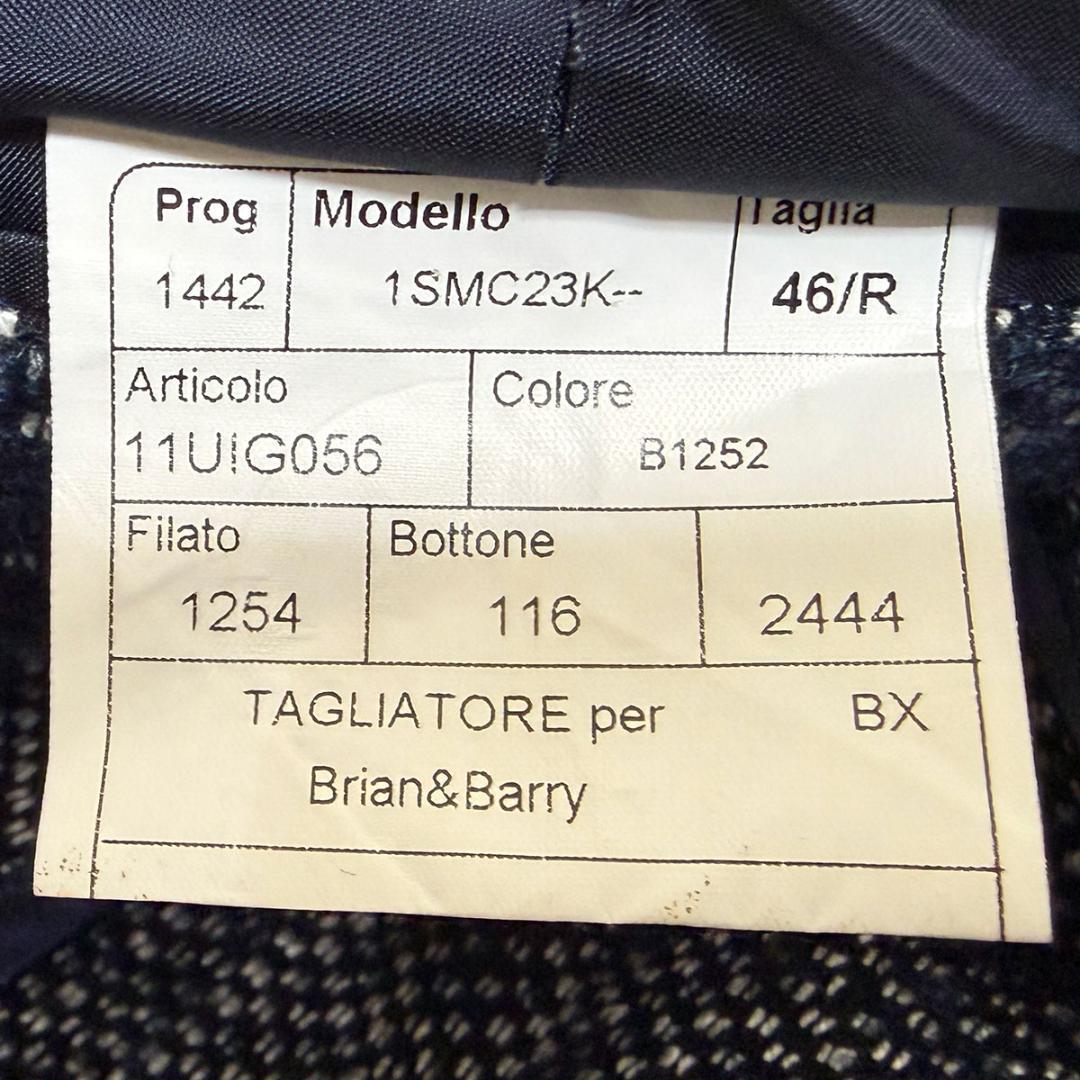 Prog Modello Taglia
1442 1SMC23K-- 46/R
Articolo Colore
11UIG056 B1252
Filato Bottone
1254 116 2444
TAGLIATORE per BX
Brian&Barry